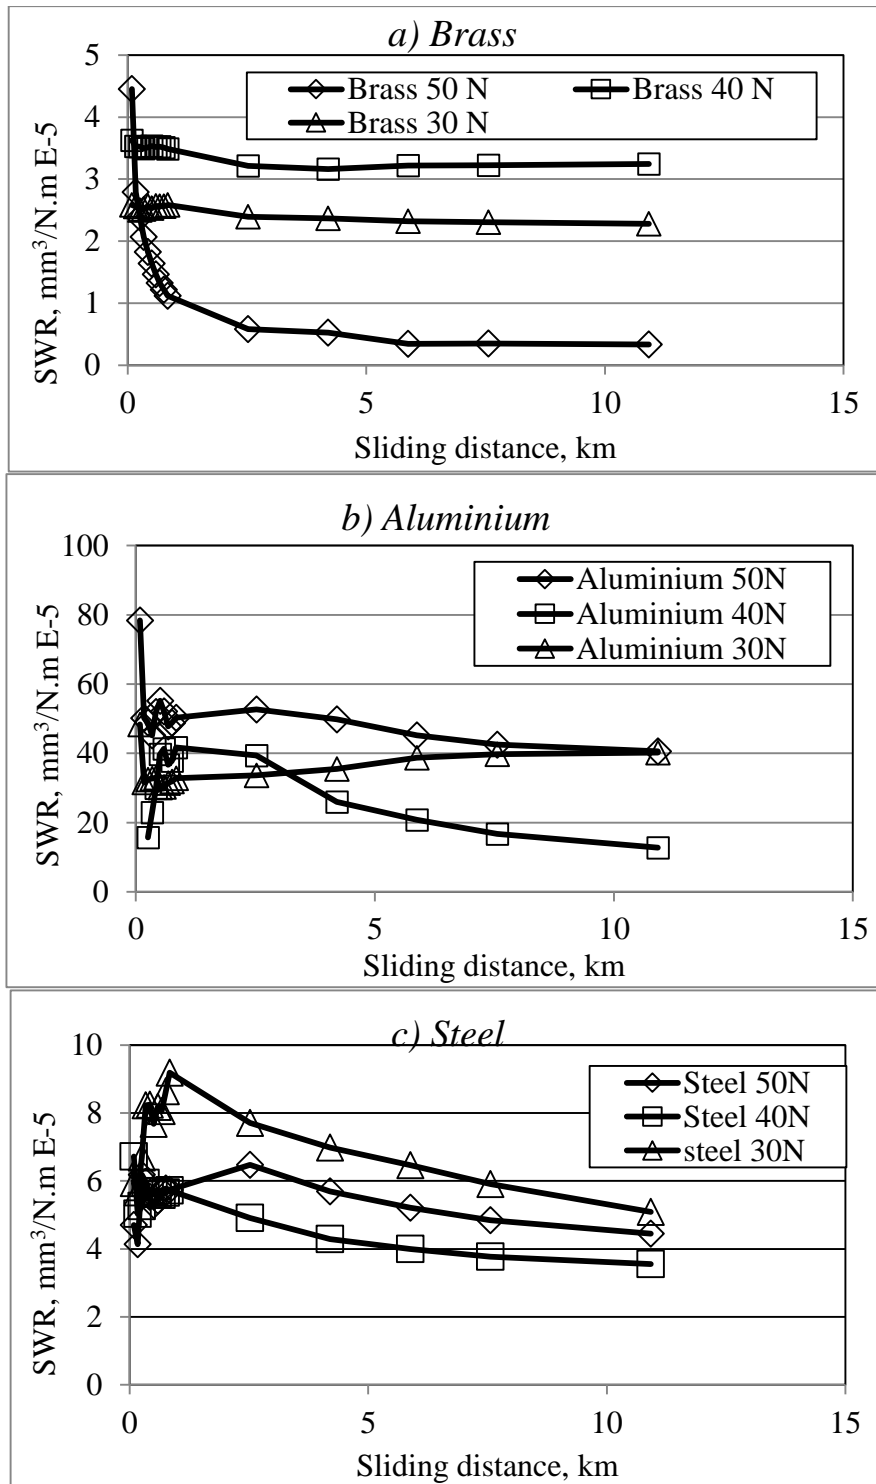 a) Brass
5
4
3
2
1
0
SWR, mm³/N.m E-5
Brass 50 N
Brass 40 N
Brass 30 N
0 5 10 15
Sliding distance, km
b) Aluminium
100
80
60
40
20
0
SWR, mm³/N.m E-5
Aluminium 50N
Aluminium 40N
Aluminium 30N
0 5 10 15
Sliding distance, km
c) Steel
10
8
6
4
2
0
SWR, mm³/N.m E-5
Steel 50N
Steel 40N
steel 30N
0 5 10 15
Sliding distance, km